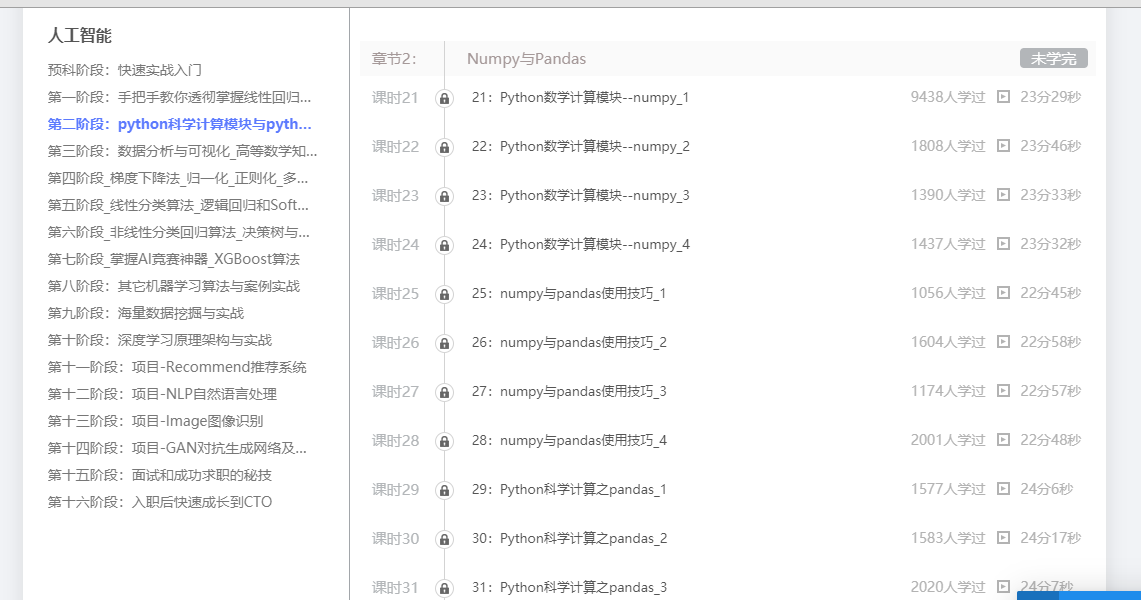 人工智能
预科阶段：快速实战入门
第一阶段：手把手教你透彻掌握线性回归...
第二阶段：python科学计算模块与pyth...
第三阶段：数据分析与可视化_高等数学知...
第四阶段_梯度下降法_归一化_正则化_多...
第五阶段_线性分类算法_逻辑回归和Soft...
第六阶段_非线性分类回归算法_决策树与...
第七阶段_掌握AI竞赛神器_XGBoost算法
第八阶段：其它机器学习算法与案例实战
第九阶段：海量数据挖掘与实战
第十阶段：深度学习原理架构与实战
第十一阶段：项目-Recommend推荐系统
第十二阶段：项目-NLP自然语言处理
第十三阶段：项目-Image图像识别
第十四阶段：项目-GAN对抗生成网络及...
第十五阶段：面试和成功求职的秘技
第十六阶段：入职后快速成长到CTO
章节2： Numpy与Pandas 未学完
课时21 21：Python数学计算模块--numpy_1 9438人学过 23分29秒
课时22 22：Python数学计算模块--numpy_2 1808人学过 23分46秒
课时23 23：Python数学计算模块--numpy_3 1390人学过 23分33秒
课时24 24：Python数学计算模块--numpy_4 1437人学过 23分32秒
课时25 25：numpy与pandas使用技巧_1 1056人学过 22分45秒
课时26 26：numpy与pandas使用技巧_2 1604人学过 22分58秒
课时27 27：numpy与pandas使用技巧_3 1174人学过 22分57秒
课时28 28：numpy与pandas使用技巧_4 2001人学过 22分48秒
课时29 29：Python科学计算之pandas_1 1577人学过 24分6秒
课时30 30：Python科学计算之pandas_2 1583人学过 24分17秒
课时31 31：Python科学计算之pandas_3 2020人学过 24分7秒